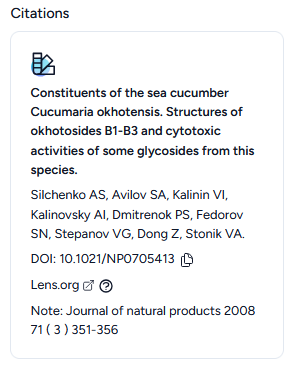 Citations
Constituents of the sea cucumber
Cucumaria okhotensis. Structures of
okhotosides B1-B3 and cytotoxic
activities of some glycosides from this
species.
Silchenko AS, Avilov SA, Kalinin VI,
Kalinovsky AI, Dmitrenok PS, Fedorov
SN, Stepanov VG, Dong Z, Stonik VA.
DOI: 10.1021/NP0705413
Lens.org
Note: Journal of natural products 2008
71 ( 3 ) 351-356